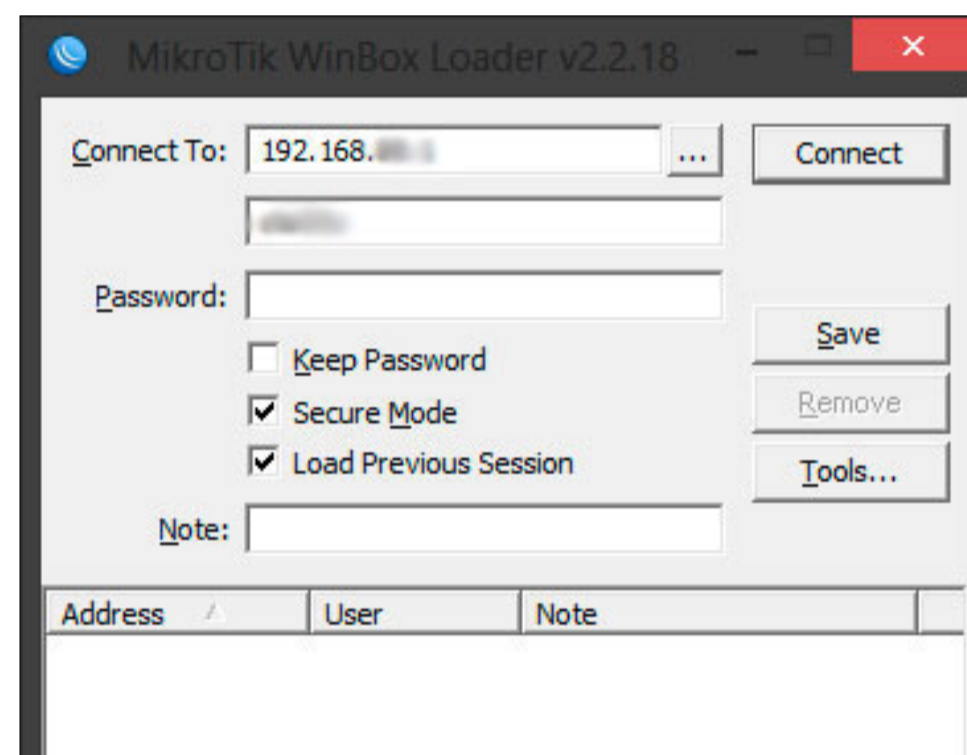 MikroTik WinBox Loader v2.2.18
Connect To: 192.168. ... Connect
Password:
Save
Keep Password
Remove
Secure Mode
Load Previous Session
Tools...
Note:
Address User Note